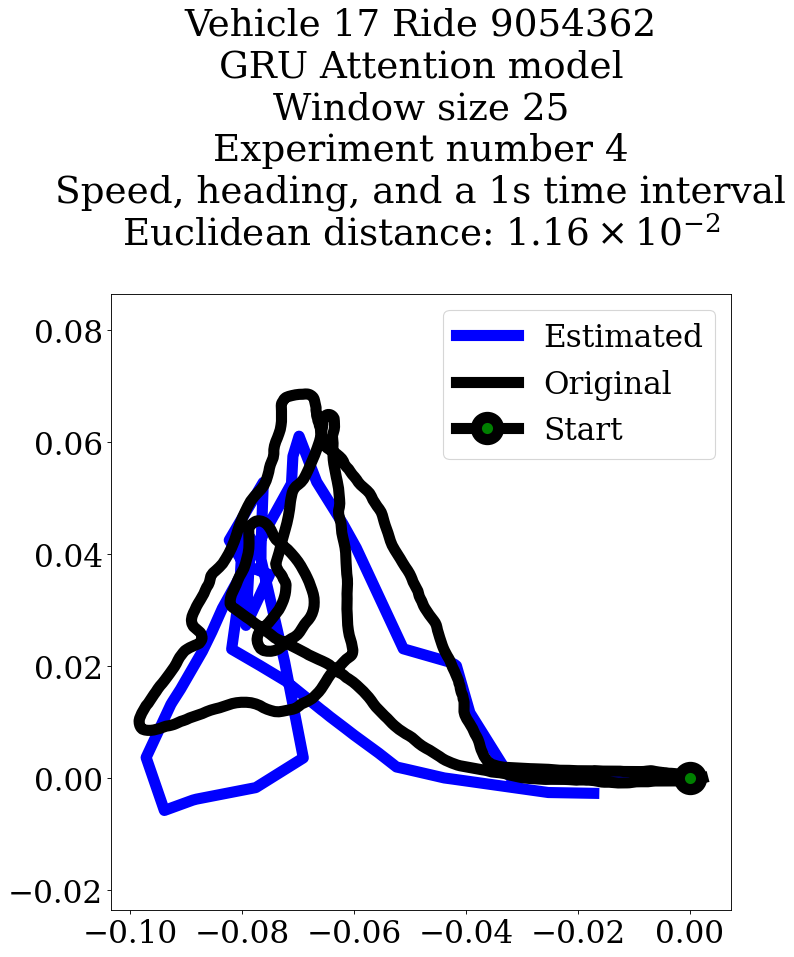 Vehicle 17 Ride 9054362
GRU Attention model
Window size 25
Experiment number 4
Speed, heading, and a 1s time interval
Euclidean distance: 1.16 × 10⁻²
Estimated
Original
Start
0.08
0.06
0.04
0.02
0.00
−0.02
−0.10
−0.08
−0.06
−0.04
−0.02
0.00